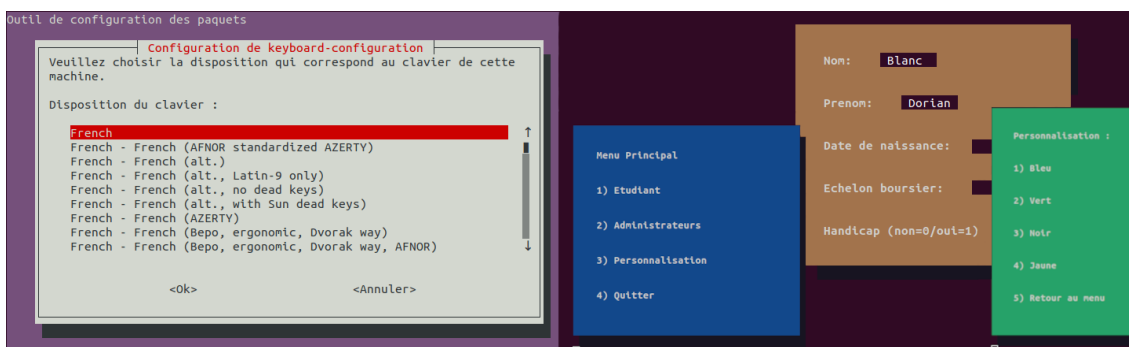 Outil de configuration des paquets
Configuration de keyboard-configuration
Veuillez choisir la disposition qui correspond au clavier de cette
machine.
Disposition du clavier :
French
French - French (AFNOR standardized AZERTY)
French - French (alt.)
French - French (alt., Latin-9 only)
French - French (alt., no dead keys)
French - French (alt., with Sun dead keys)
French - French (AZERTY)
French - French (Bepo, ergonomic, Dvorak way)
French - French (Bepo, ergonomic, Dvorak way, AFNOR)
<Ok> <Annuler>
Menu Principal
1) Etudiant
2) Administrateurs
3) Personnalisation
4) Quitter
Nom: Blanc
Prenom: Dorian
Date de naissance:
Echelon boursier:
Handicap (non=0/oui=1)
Personnalisation :
1) Bleu
2) Vert
3) Noir
4) Jaune
5) Retour au menu